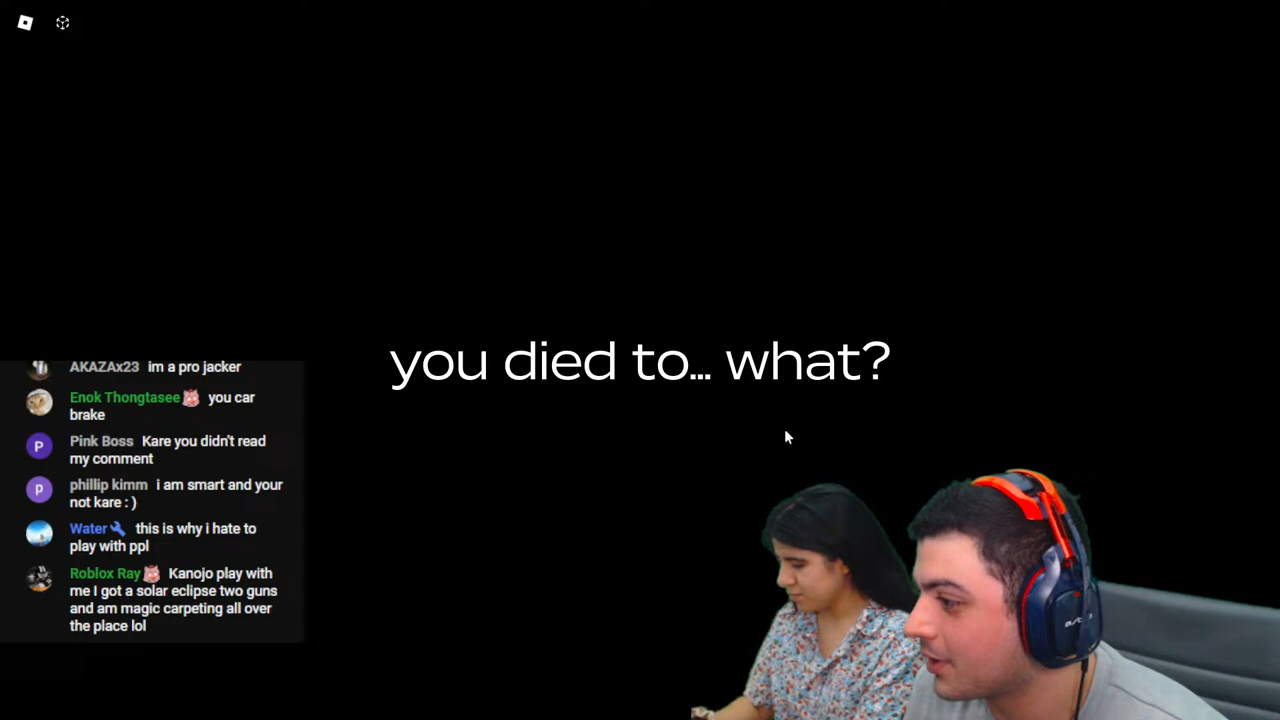 you died to... what?
AKAZAx23 im a pro jacker
Enok Thongtasee you car
brake
P Pink Boss Kare you didn't read
my comment
p phillip kimm i am smart and your
not kare : )
Water this is why i hate to
play with ppl
Roblox Ray Kanojo play with
me I got a solar eclipse two guns
and am magic carpeting all over
the place lol